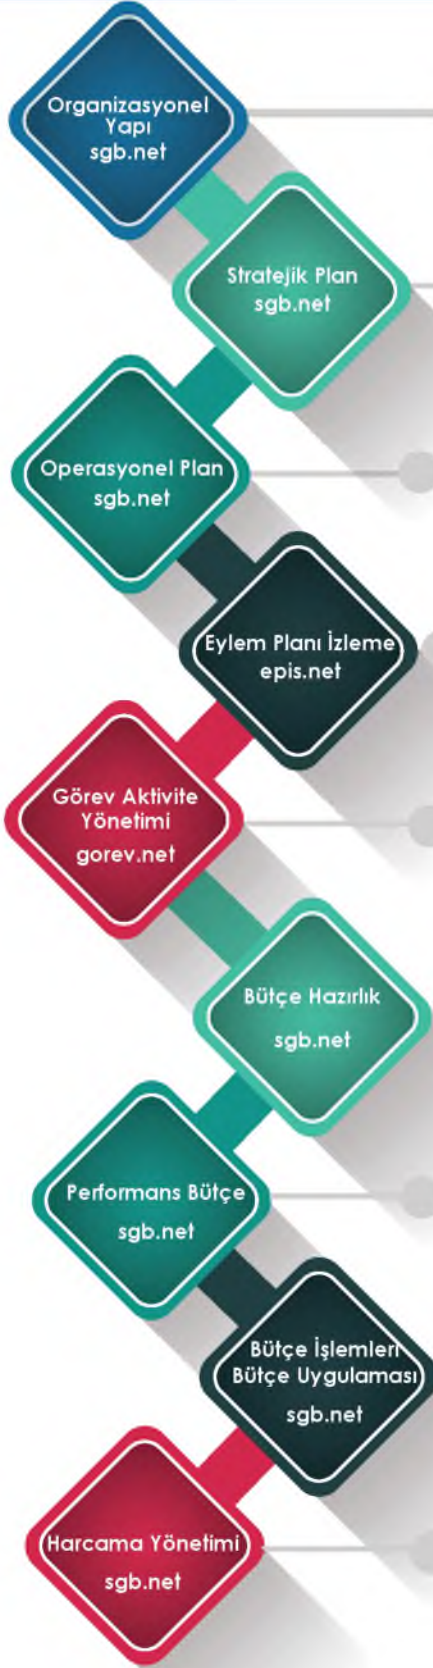 Organizasyonel
Yapı
sgb.net
Stratejik Plan
sgb.net
Operasyonel Plan
sgb.net
Eylem Planı İzleme
epis.net
Görev Aktivite
Yönetimi
gorev.net
Bütçe Hazırlık
sgb.net
Performans Bütçe
sgb.net
Bütçe İşlemleri
Bütçe Uygulaması
sgb.net
Harcama Yönetimi
sgb.net